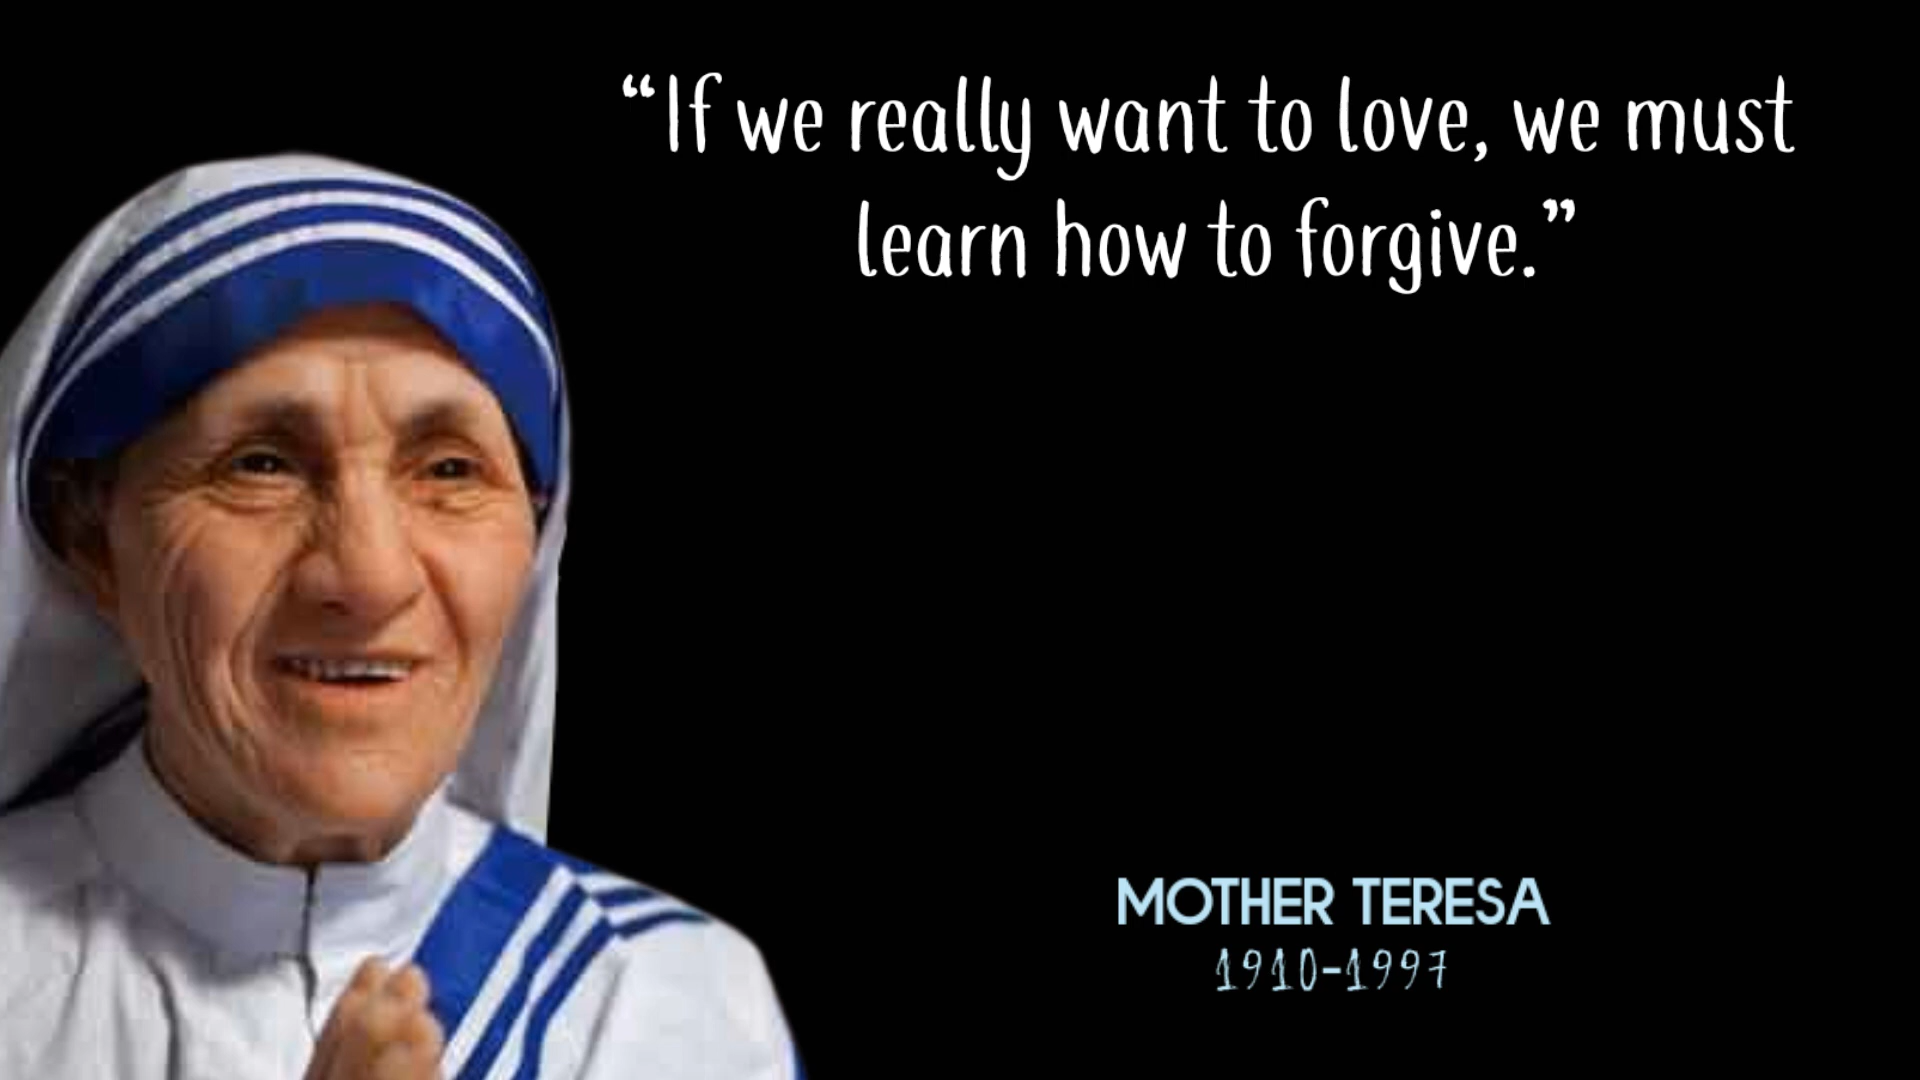 “If we really want to love, we must
learn how to forgive.”
MOTHER TERESA
1910-1997